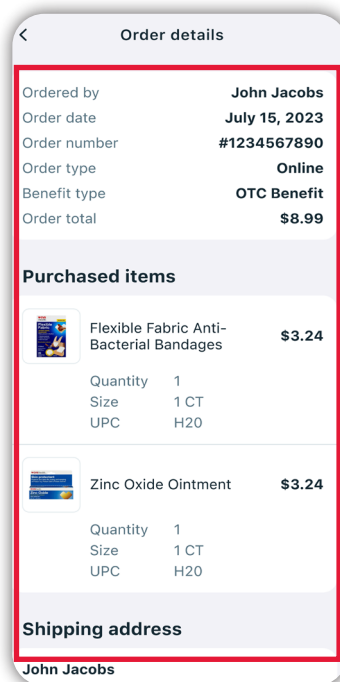 Order details
Ordered by John Jacobs
Order date July 15, 2023
Order number #1234567890
Order type Online
Benefit type OTC Benefit
Order total $8.99
Purchased items
Flexible Fabric Anti-
Bacterial Bandages
$3.24
Quantity 1
Size 1 CT
UPC H20
Zinc Oxide Ointment $3.24
Quantity 1
Size 1 CT
UPC H20
Shipping address
John Jacobs